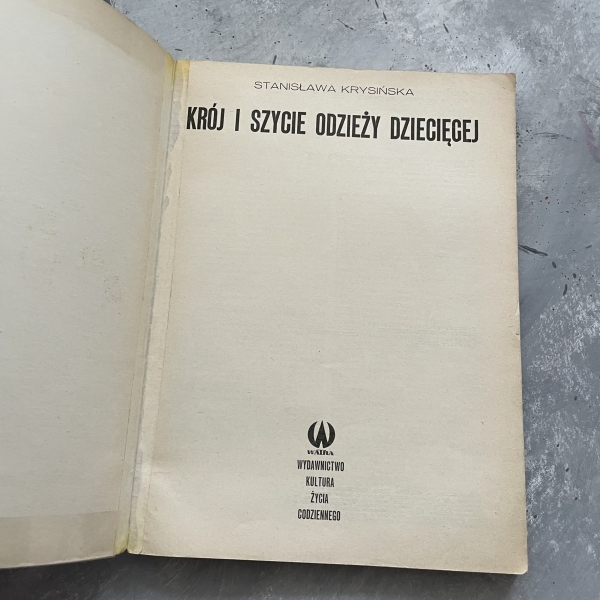 STANISŁAWA KRYSIŃSKA
KRÓJ I SZYCIE ODZIEŻY DZIECIĘCEJ
WATRA
WYDAWNICTWO
KULTURA
ŻYCIA
CODZIENNEGO